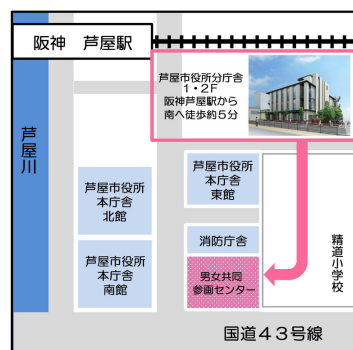 阪神　芦屋駅
芦屋市役所分庁舎
１・２Ｆ
阪神芦屋駅から
南へ徒歩約５分
芦屋川
芦屋市役所
本庁舎
東館
芦屋市役所
本庁舎
北館
消防庁舎
精道小学校
芦屋市役所
本庁舎
南館
男女共同
参画センター
国道４３号線